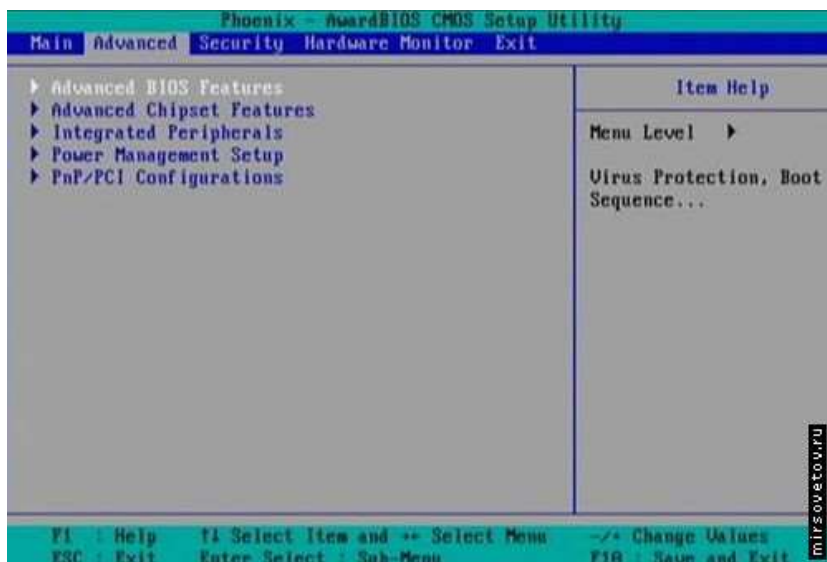 Phoenix - AwardBIOS CMOS Setup Utility
Main Advanced Security Hardware Monitor Exit
Advanced BIOS Features
Advanced Chipset Features
Integrated Peripherals
Power Management Setup
PnP/PCI Configurations
Item Help
Menu Level
Virus Protection, Boot
Sequence...
F1 : Help ↑↓ Select Item and ↔ Select Menu -/+ Change Values
ESC : Exit Enter Select : Sub-Menu F10 : Save and Exit
mirsovetov.ru